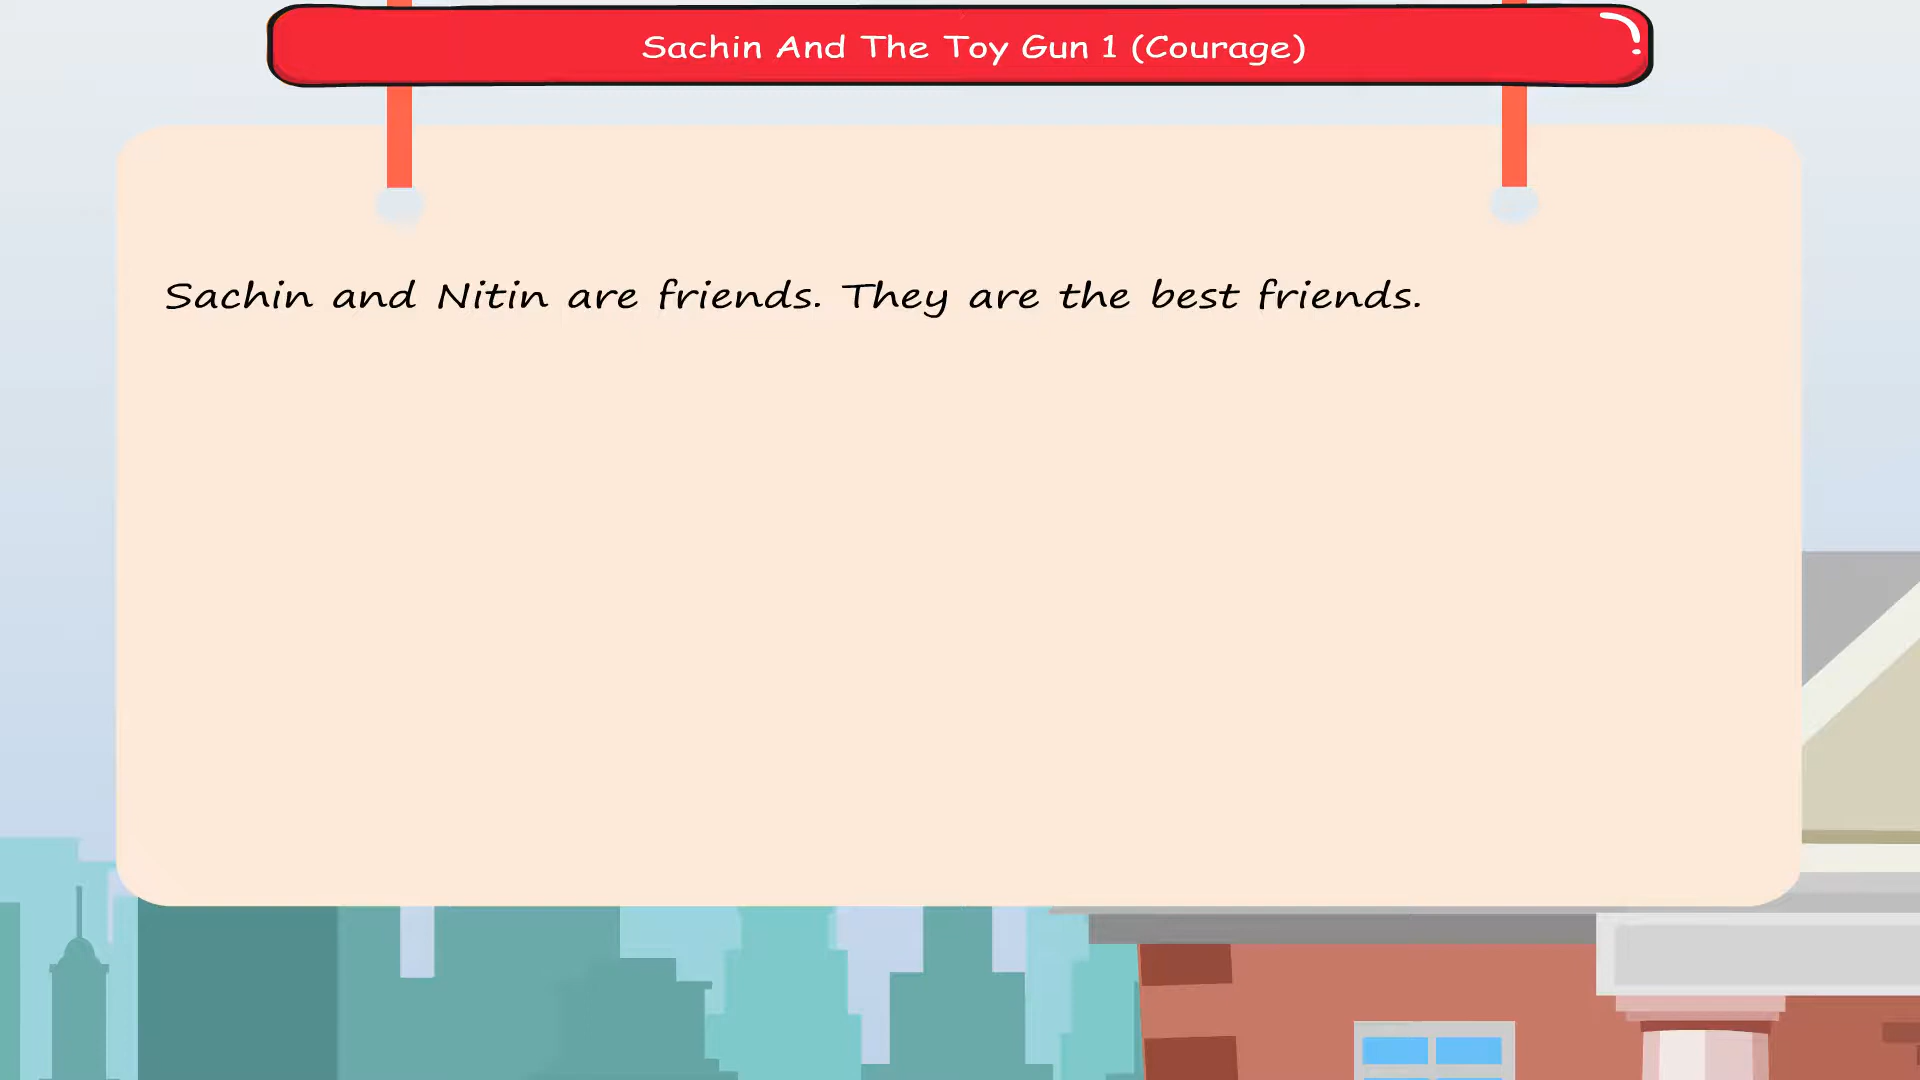 Sachin And The Toy Gun 1 (Courage)
Sachin and Nitin are friends. They are the best friends.